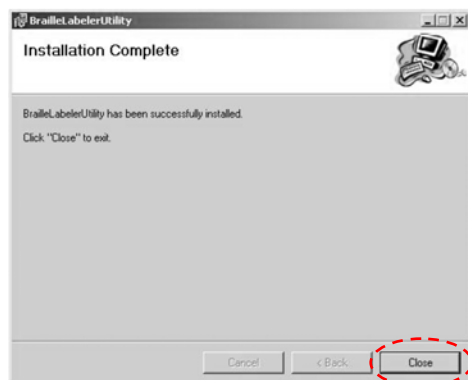 BrailleLabelerUtility
Installation Complete
BrailleLabelerUtility has been successfully installed.
Click "Close" to exit.
Cancel
< Back
Close